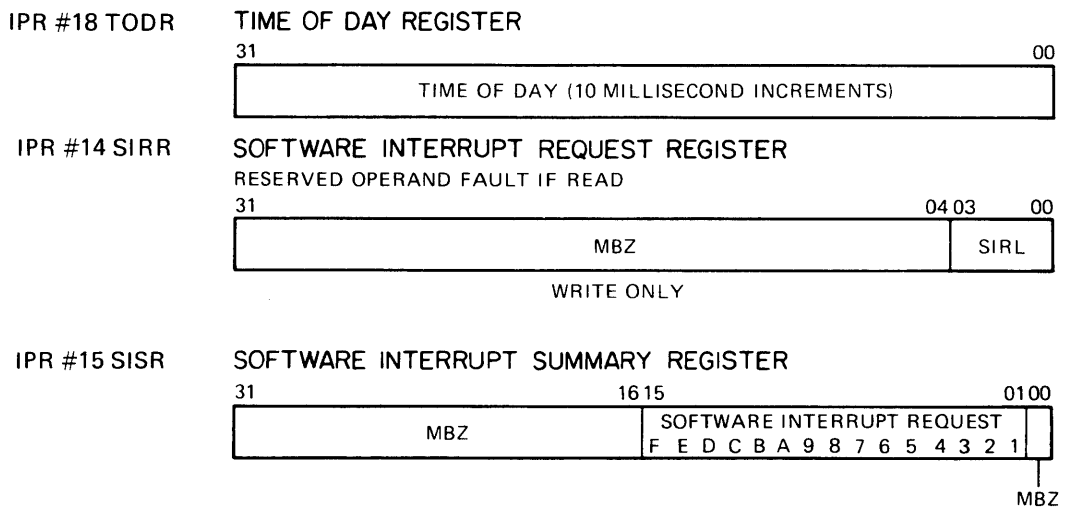 IPR #18 TODR TIME OF DAY REGISTER
31 00
TIME OF DAY (10 MILLISECOND INCREMENTS)
IPR #14 SIRR SOFTWARE INTERRUPT REQUEST REGISTER
RESERVED OPERAND FAULT IF READ
31 04 03 00
MBZ SIRL
WRITE ONLY
IPR #15 SISR SOFTWARE INTERRUPT SUMMARY REGISTER
31 16 15 01 00
MBZ SOFTWARE INTERRUPT REQUEST
F E D C B A 9 8 7 6 5 4 3 2 1
MBZ